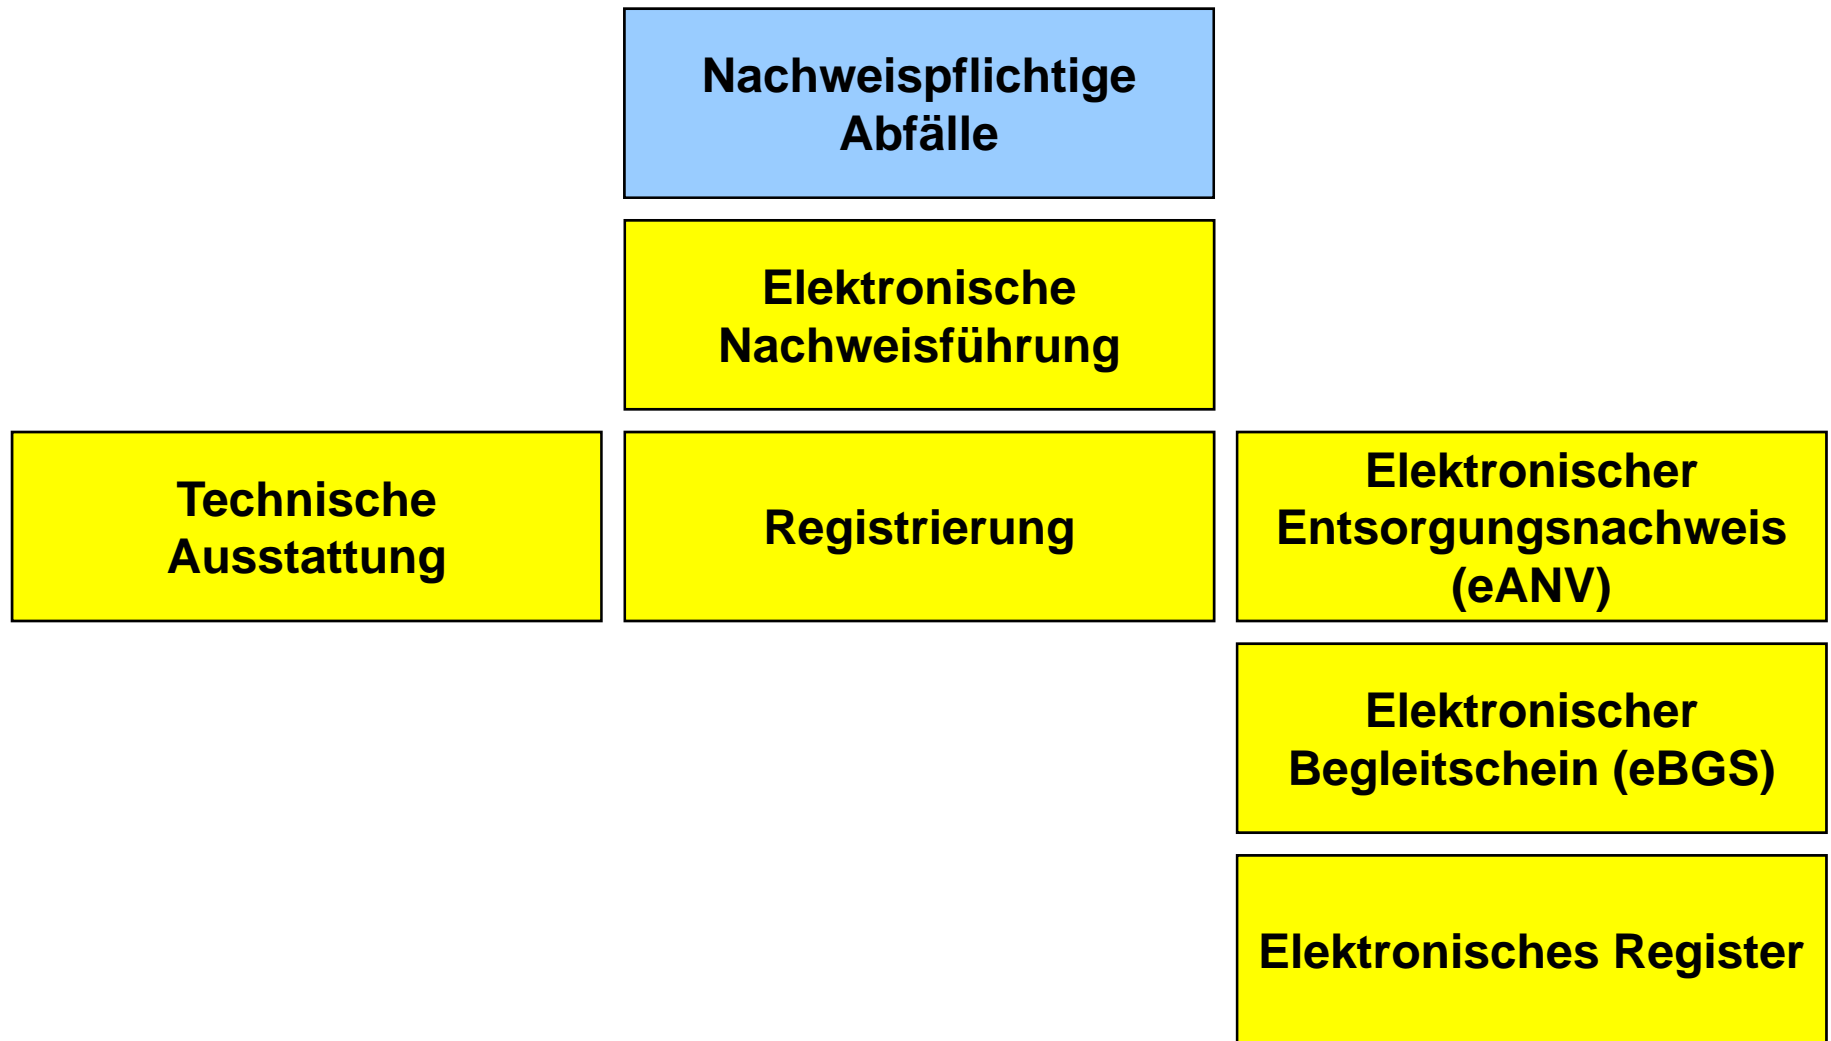 Nachweispflichtige
Abfälle
Elektronische
Nachweisführung
Technische
Ausstattung
Registrierung
Elektronischer
Entsorgungsnachweis
(eANV)
Elektronischer
Begleitschein (eBGS)
Elektronisches Register